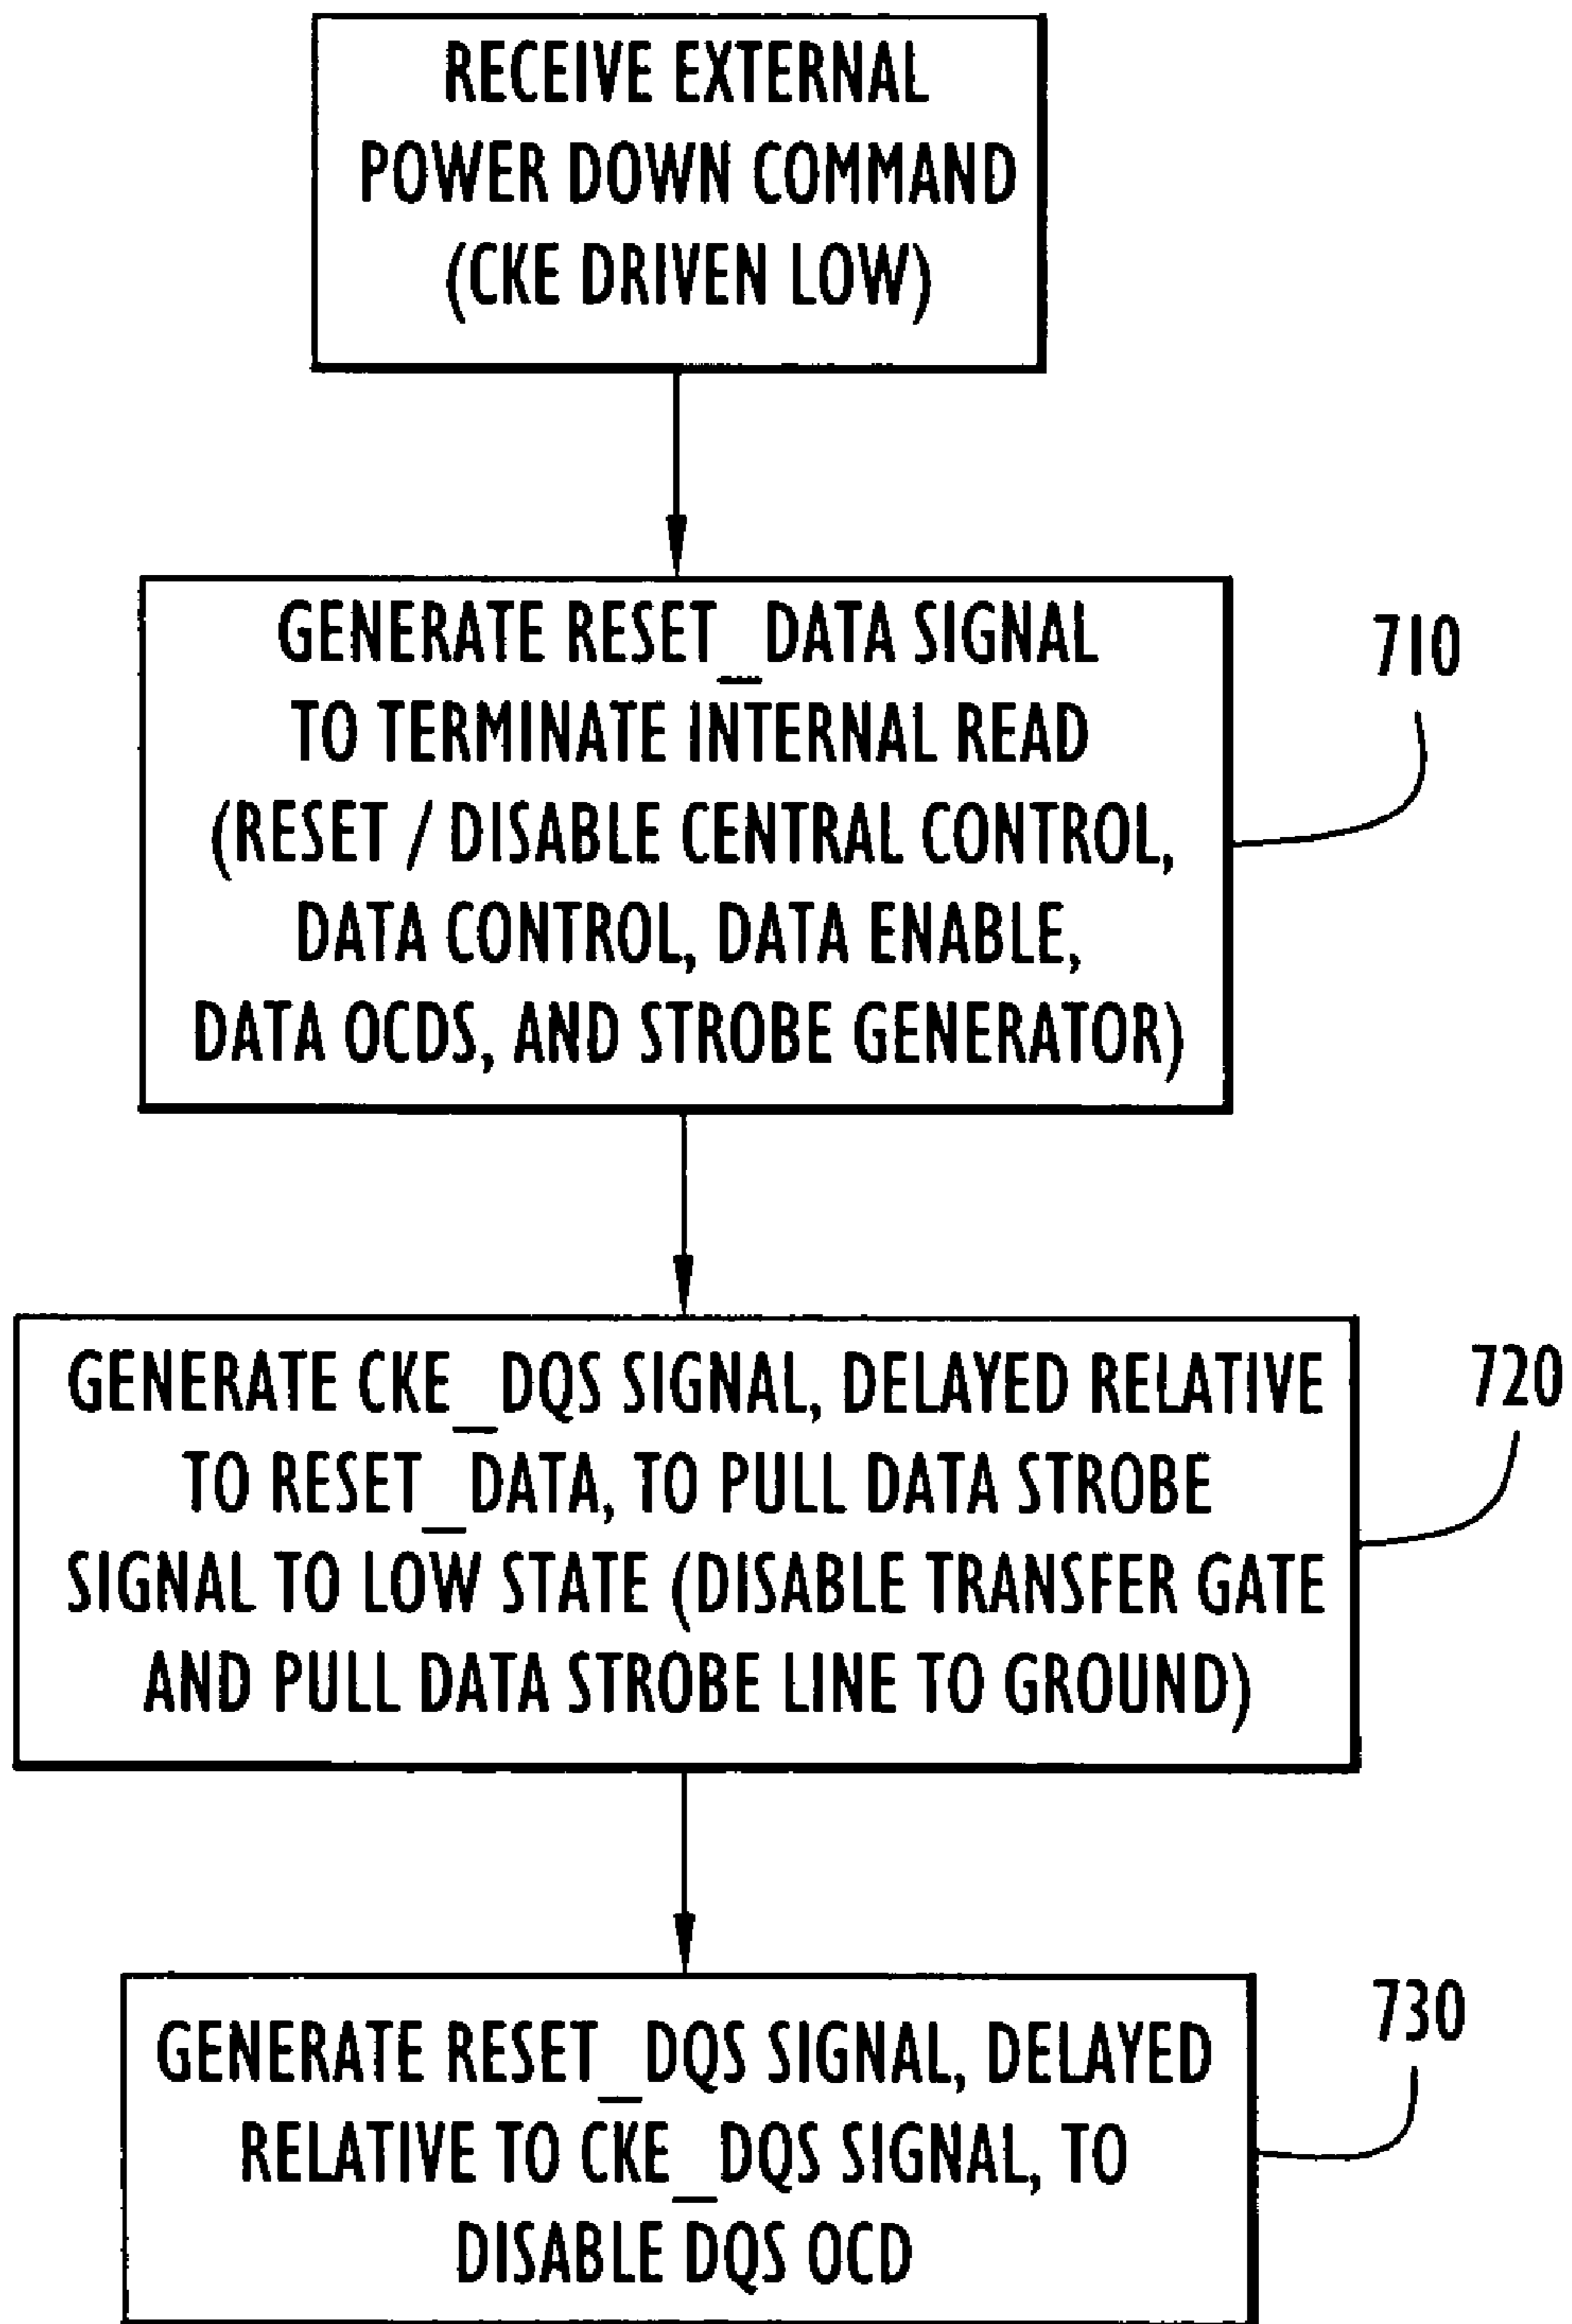 RECEIVE EXTERNAL
POWER DOWN COMMAND
(CKE DRIVEN LOW)
GENERATE RESET_DATA SIGNAL
TO TERMINATE INTERNAL READ
(RESET / DISABLE CENTRAL CONTROL,
DATA CONTROL, DATA ENABLE,
DATA OCDS, AND STROBE GENERATOR)
710
GENERATE CKE_DQS SIGNAL, DELAYED RELATIVE
TO RESET_DATA, TO PULL DATA STROBE
SIGNAL TO LOW STATE (DISABLE TRANSFER GATE
AND PULL DATA STROBE LINE TO GROUND)
720
GENERATE RESET_DQS SIGNAL, DELAYED
RELATIVE TO CKE_DQS SIGNAL, TO
DISABLE DQS OCD
730